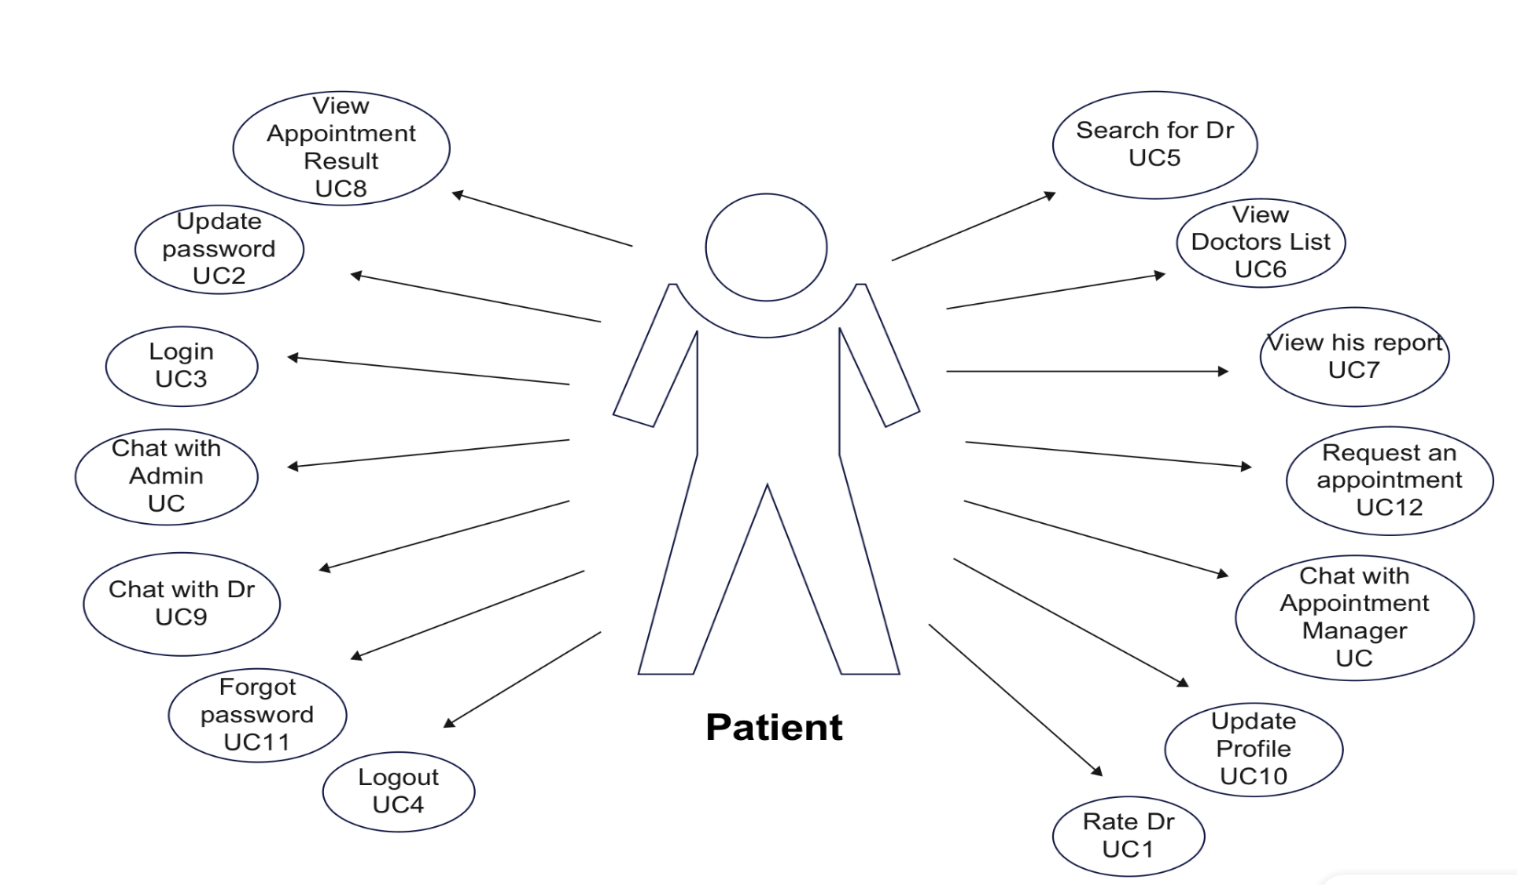 View
Appointment
Result
UC8
Update
password
UC2
Login
UC3
Chat with
Admin
UC
Chat with Dr
UC9
Forgot
password
UC11
Logout
UC4
Patient
Search for Dr
UC5
View
Doctors List
UC6
View his report
UC7
Request an
appointment
UC12
Chat with
Appointment
Manager
UC
Update
Profile
UC10
Rate Dr
UC1